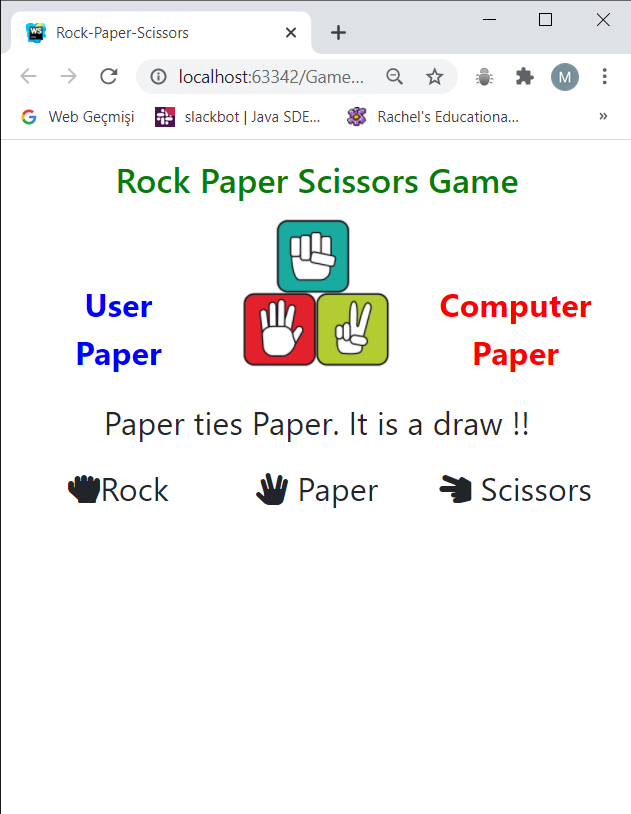 WS
Rock-Paper-Scissors
localhost:63342/Game...
M
Web Geçmişi
slackbot | Java SDE...
Rachel's Educationa...
»
Rock Paper Scissors Game
User
Computer
Paper
Paper
Paper ties Paper. It is a draw !!
Rock
Paper
Scissors